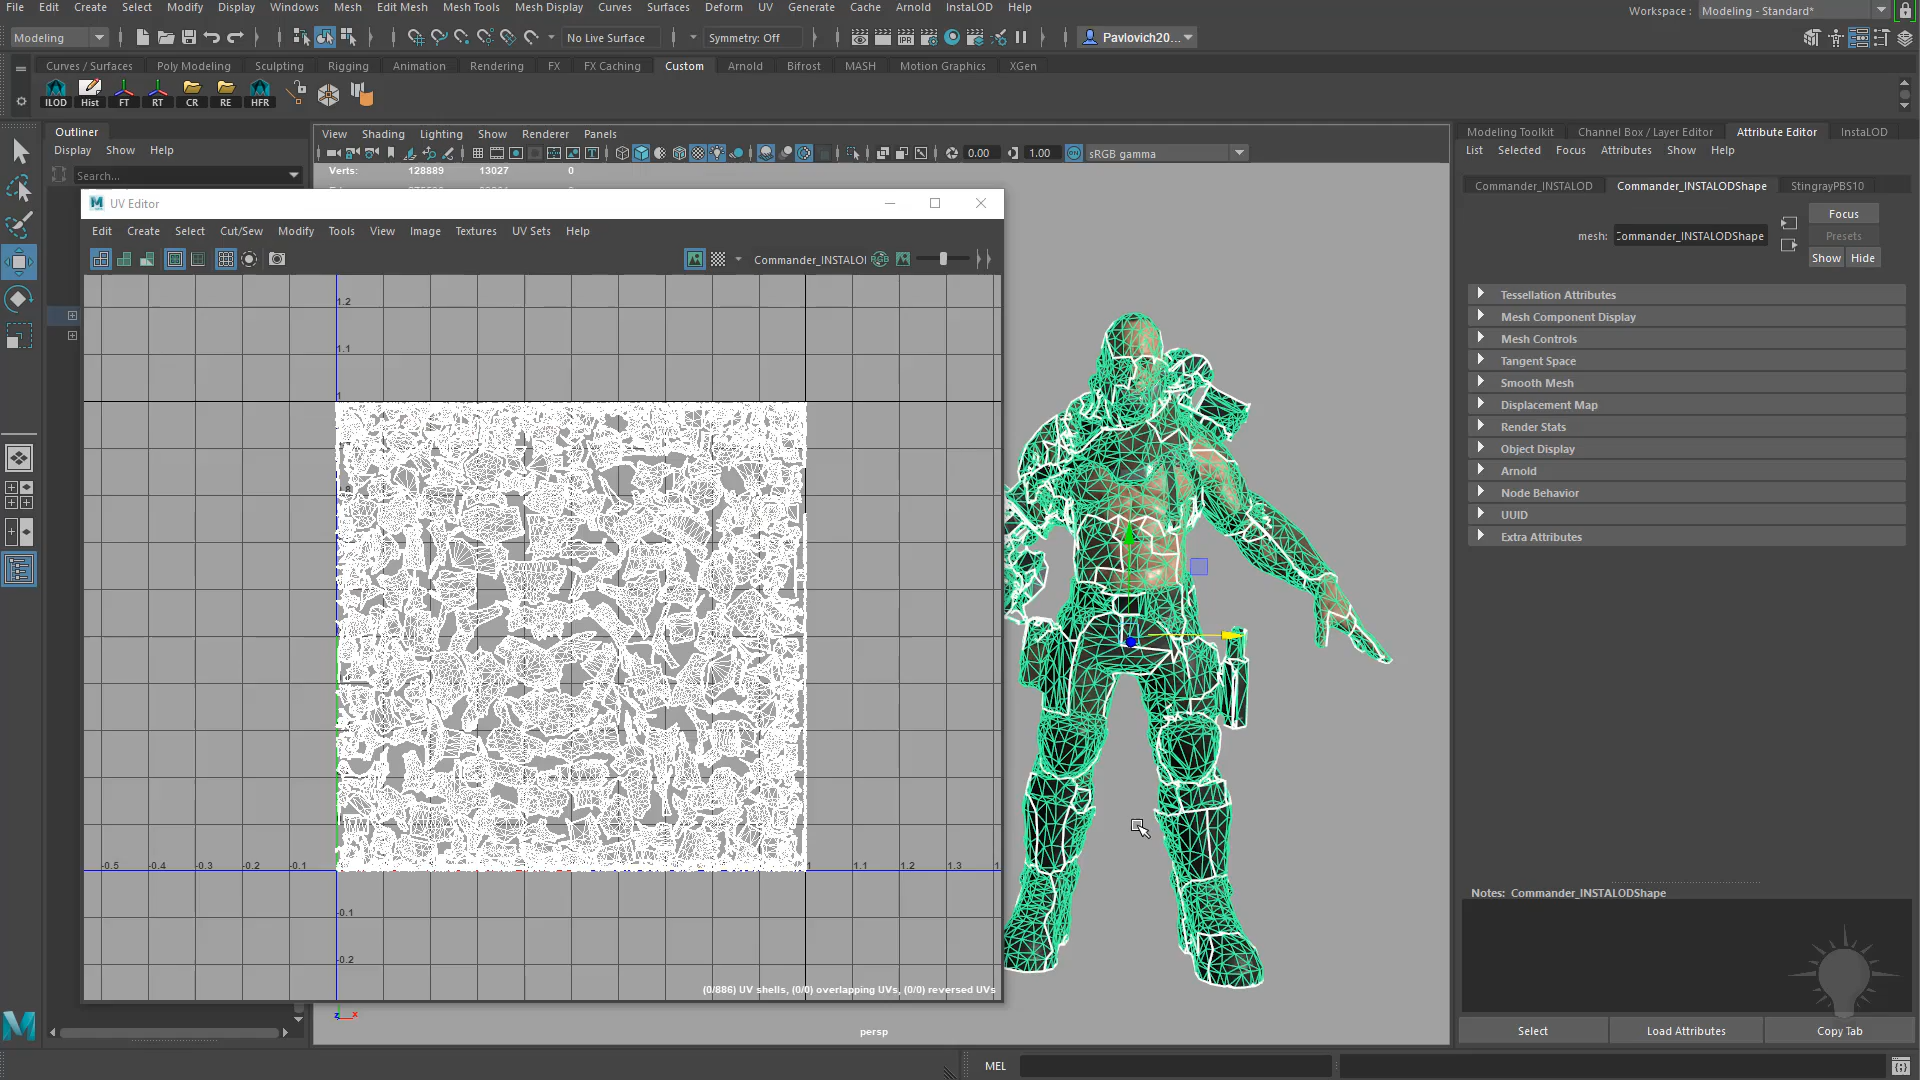 File Edit Create Select Modify Display Windows Mesh Edit Mesh Mesh Tools Mesh Display Curves Surfaces Deform UV Generate Cache Arnold InstaLOD Help
Workspace : Modeling - Standard*
Modeling No Live Surface Symmetry: Off Pavlovich20...
Curves / Surfaces Poly Modeling Sculpting Rigging Animation Rendering FX FX Caching Custom Arnold Bifrost MASH Motion Graphics XGen
ILOD Hist FT RT CR RE HFR
Outliner
Display Show Help
Search...
View Shading Lighting Show Renderer Panels
0.00 1.00 sRGB gamma
Verts: 128889 13027 0
UV Editor
Edit Create Select Cut/Sew Modify Tools View Image Textures UV Sets Help
Commander_INSTALO
1.2
1.1
1
-0.5 -0.4 -0.3 -0.2 -0.1 1 1.1 1.2 1.3
-0.1
-0.2
(0/886) UV shells, (0/0) overlapping UVs, (0/0) reversed UVs
z x
persp
Modeling Toolkit Channel Box / Layer Editor Attribute Editor InstaLOD
List Selected Focus Attributes Show Help
Commander_INSTALOD Commander_INSTALODShape StingrayPBS10
Focus
mesh: Commander_INSTALODShape
Presets
Show Hide
Tessellation Attributes
Mesh Component Display
Mesh Controls
Tangent Space
Smooth Mesh
Displacement Map
Render Stats
Object Display
Arnold
Node Behavior
UUID
Extra Attributes
Notes: Commander_INSTALODShape
Select Load Attributes Copy Tab
MEL